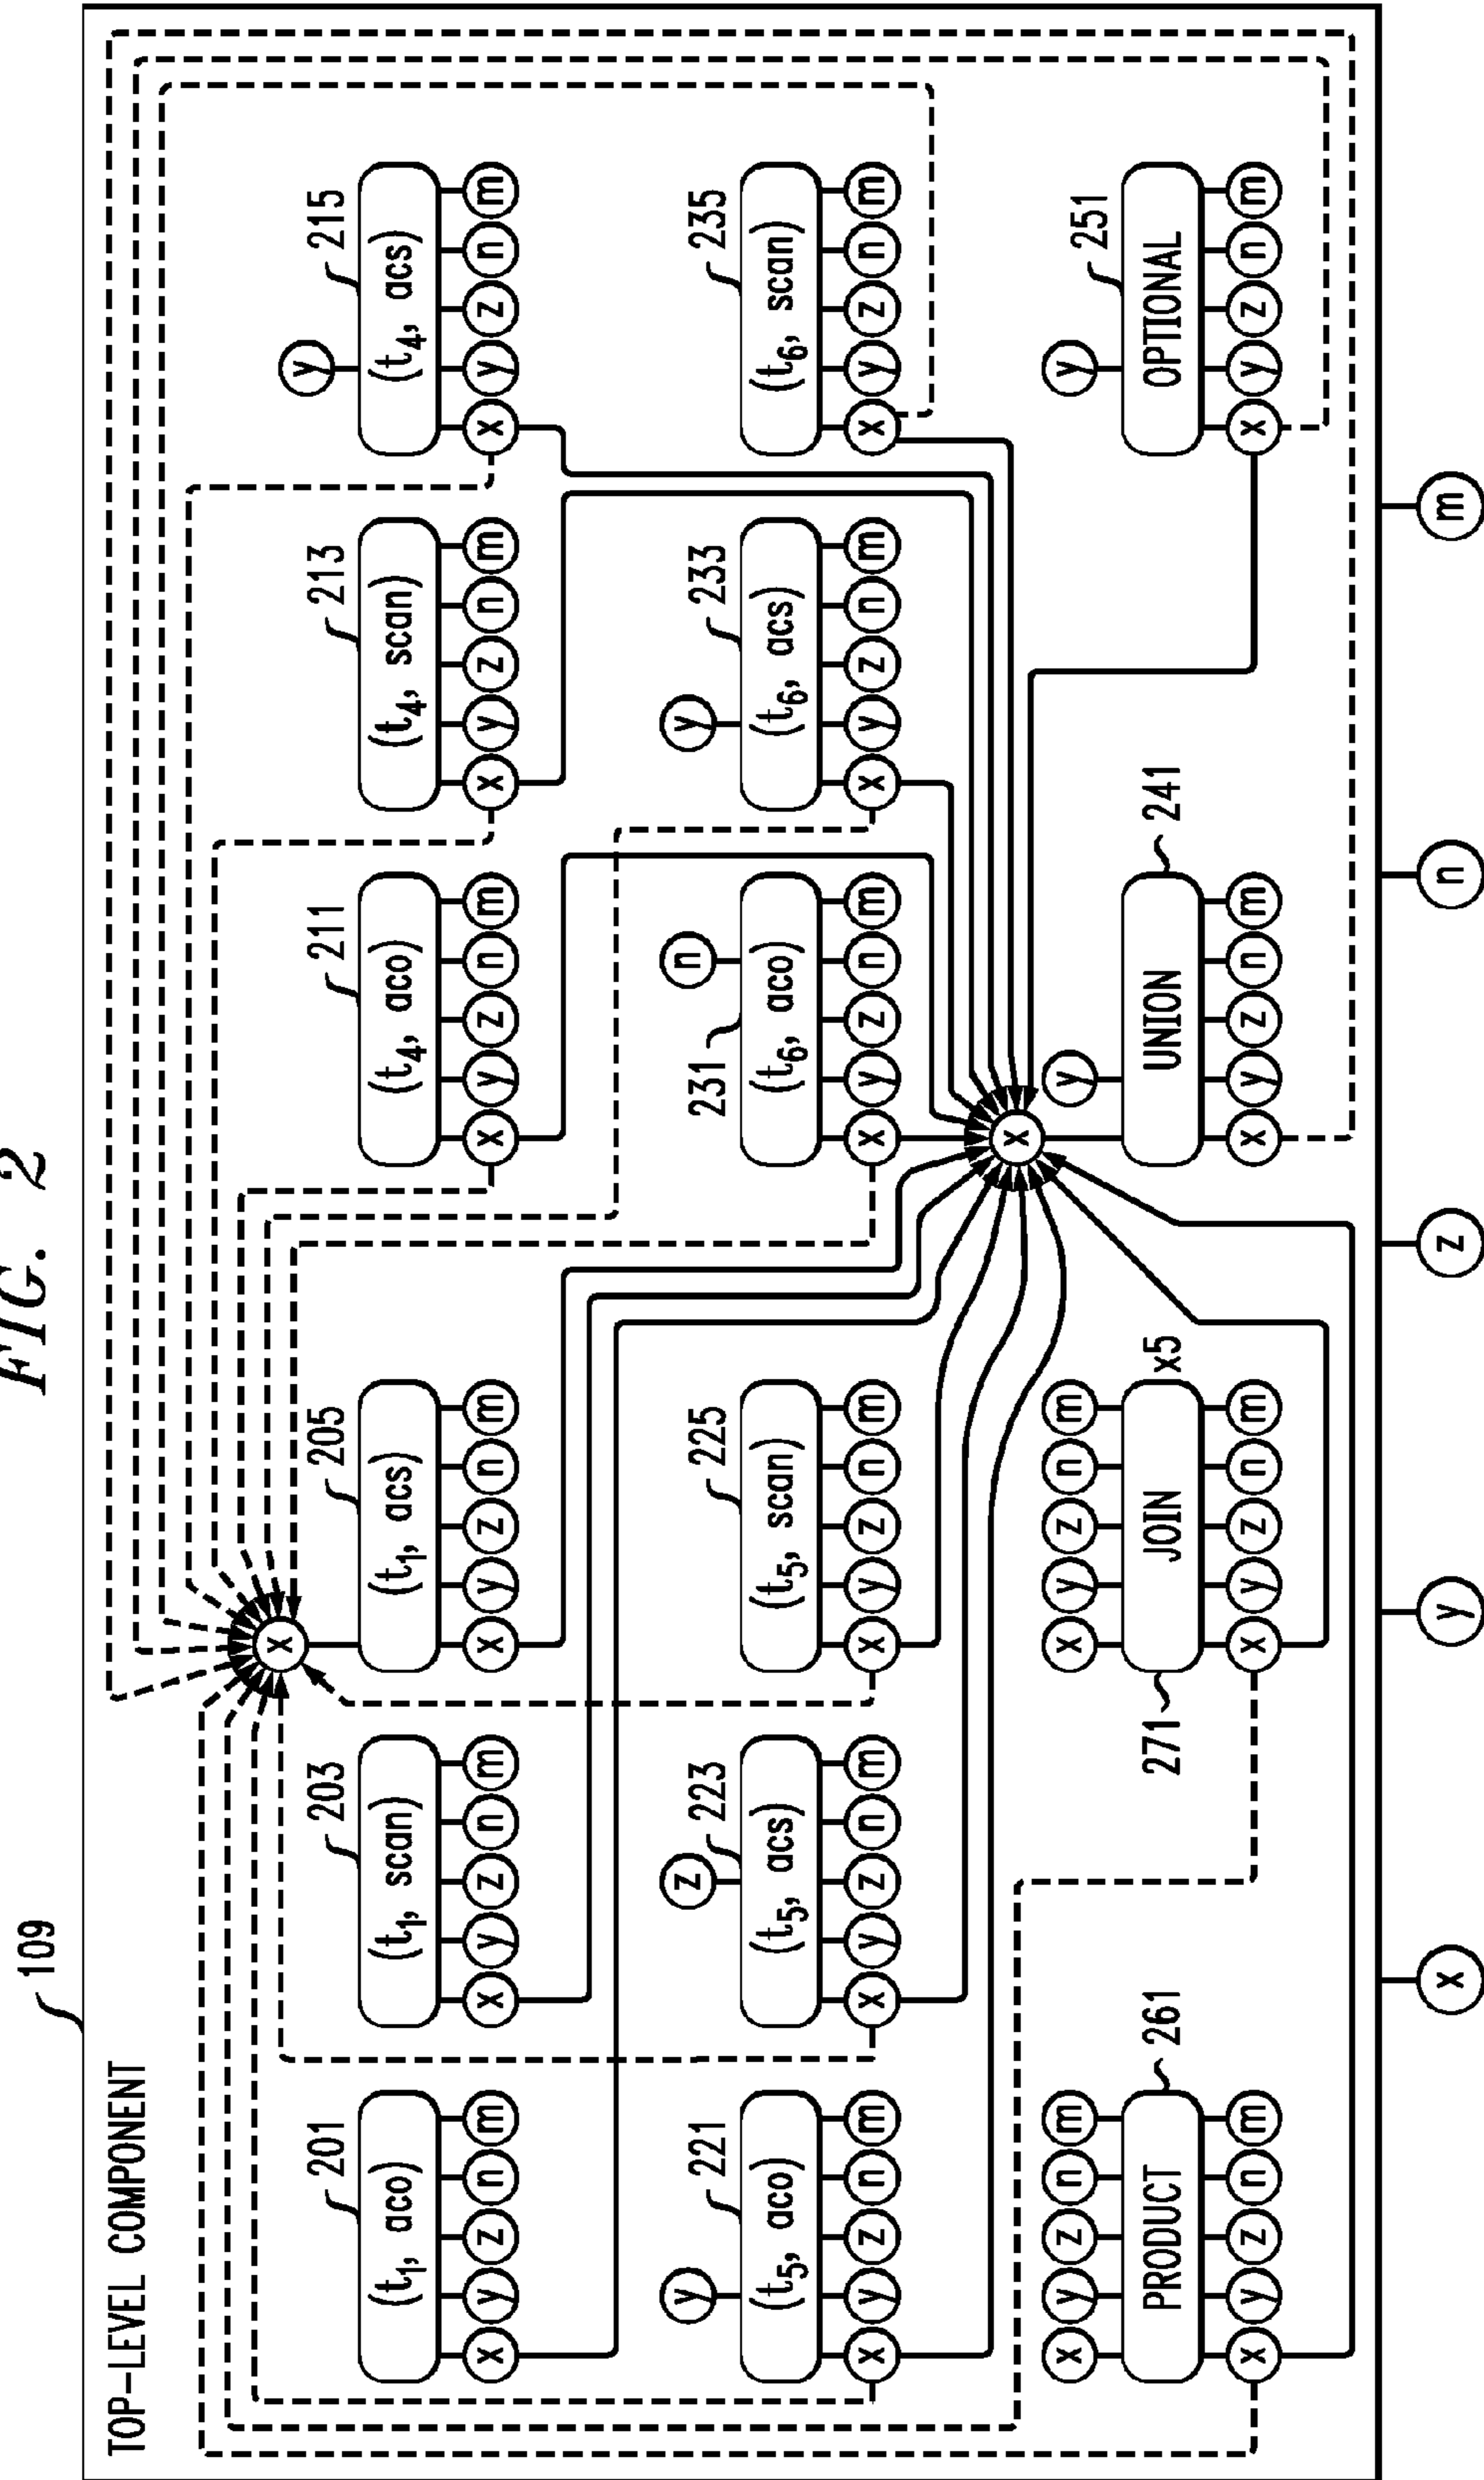 FIG. 2
109
TOP-LEVEL COMPONENT
x
y
201 203 205 211 213 215
(t1, aco) (t1, scan) (t1, acs) (t4, aco) (t4, scan) (t4, acs)
x y z n m x y z n m x y z n m x y z n m x y z n m x y z n m
y z n y
221 223 225 231 233 235
(t5, aco) (t5, acs) (t5, scan) (t6, aco) (t6, acs) (t6, scan)
x y z n m x y z n m x y z n m x y z n m x y z n m x y z n m
x
x y z n m x y z n m y y
251
PRODUCT 261 271 JOIN x5 UNION 241 OPTIONAL
x y z n m x y z n m x y z n m x y z n m
x y z n m